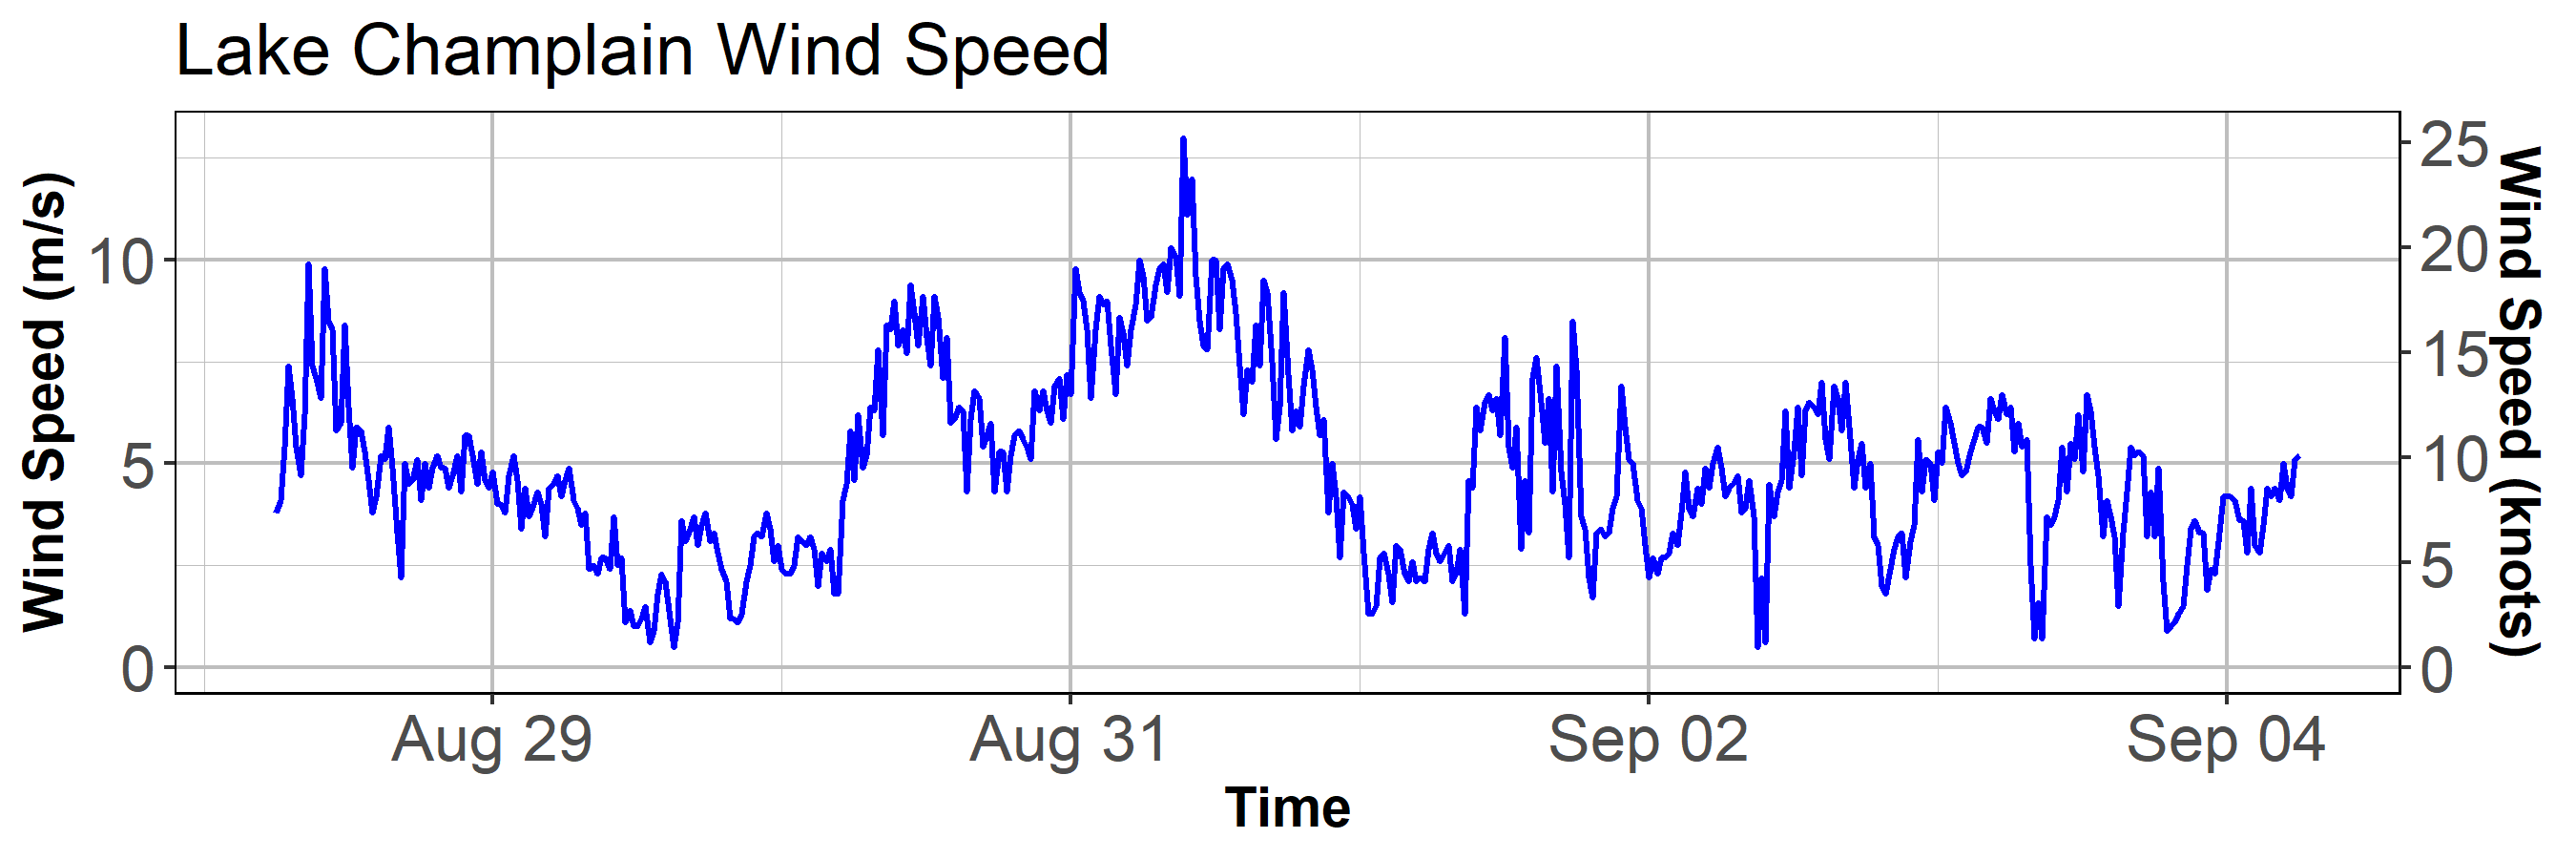 Lake Champlain Wind Speed
Wind Speed (m/s)
10
5
0
25
20
15
10
5
0
Wind Speed (knots)
Aug 29
Aug 31
Sep 02
Sep 04
Time